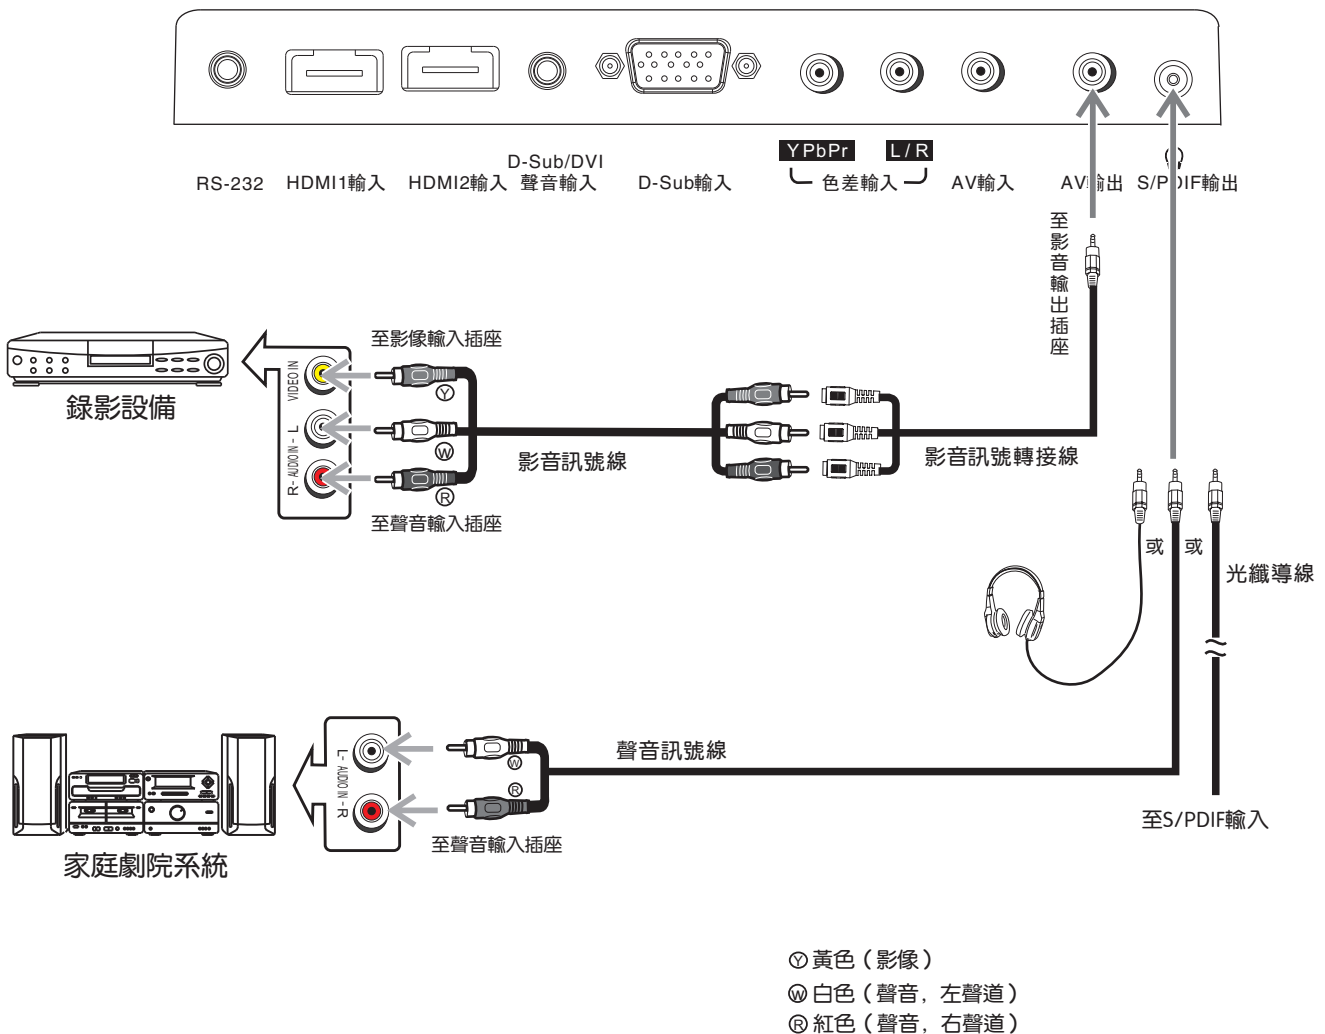 YPbPr L/R
D-Sub/DVI
RS-232 HDMI1輸入 HDMI2輸入 聲音輸入 D-Sub輸入 色差輸入 AV輸入 AV輸出 S/PDIF輸出
至影音輸出插座
至影像輸入插座
VIDEO IN
Y
錄影設備
R- AUDIO IN - L
W
影音訊號線
影音訊號轉接線
R
至聲音輸入插座
或 或
光纖導線
聲音訊號線
L- AUDIO IN - R
W
R
至聲音輸入插座
至S/PDIF輸入
家庭劇院系統
Ⓨ黃色（影像）
Ⓦ白色（聲音，左聲道）
Ⓡ紅色（聲音，右聲道）